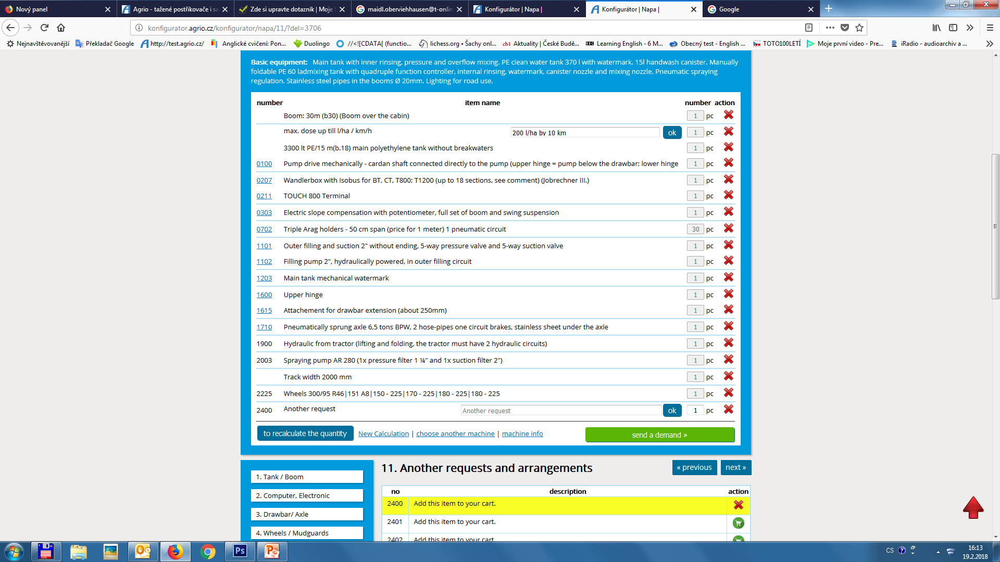 Nový panel
Agrio - tažené postřikovače i sa
Zde si upravte dotazník | Moje
maidl.oberviehhausen@t-onlin
Konfigurátor | Napa |
Konfigurátor | Napa |
Google
konfigurator.agrio.cz/konfigurator/napa/11/?del=3706
Nejnavštěvovanější
Překladač Google
http://test.agrio.cz/
Anglické cvičení: Pon...
Duolingo
//<![CDATA[ (functio...
lichess.org • Šachy onl...
cb1 Aktuality | České Budě...
BBC Learning English - 6 M...
Obecný test - English ...
TOTO100LETÍ
Moje první video - Pre...
iRadio - audioarchiv a ...
Basic equipment: Main tank with inner rinsing, pressure and overflow mixing. PE clean water tank 370 l with watermark. 15l handwash canister. Manually
foldable PE 60 ladmixing tank with quadruple function controller, internal rinsing, watermark, canister nozzle and mixing nozzle. Pneumatic spraying
regulation. Stainless steel pipes in the booms Ø 20mm. Lighting for road use.
number item name number action
Boom: 30m (b30) (Boom over the cabin) 1 pc
max. dose up till l/ha / km/h 200 l/ha by 10 km ok 1 pc
3300 lt PE/15 m(b.18) main polyethylene tank without breakwaters 1 pc
0100 Pump drive mechanically - cardan shaft connected directly to the pump (upper hinge = pump below the drawbar; lower hinge 1 pc
0207 Wandlerbox with Isobus for BT, CT, T800; T1200 (up to 18 sections, see comment) (Jobrechner III.) 1 pc
0211 TOUCH 800 Terminal 1 pc
0303 Electric slope compensation with potentiometer, full set of boom and swing suspension 1 pc
0702 Triple Arag holders - 50 cm span (price for 1 meter) 1 pneumatic circuit 30 pc
1101 Outer filling and suction 2" without ending, 5-way pressure valve and 5-way suction valve 1 pc
1102 Filling pump 2", hydraulically powered, in outer filling circuit 1 pc
1203 Main tank mechanical watermark 1 pc
1600 Upper hinge 1 pc
1615 Attachement for drawbar extension (about 250mm) 1 pc
1710 Pneumatically sprung axle 6,5 tons BPW, 2 hose-pipes one circuit brakes, stainless sheet under the axle 1 pc
1900 Hydraulic from tractor (lifting and folding, the tractor must have 2 hydraulic circuits) 1 pc
2003 Spraying pump AR 280 (1x pressure filter 1 ¼" and 1x suction filter 2") 1 pc
Track width 2000 mm 1 pc
2225 Wheels 300/95 R46|151 A8|150 - 225|170 - 225|180 - 225|180 - 225 1 pc
2400 Another request Another request ok 1 pc
to recalculate the quantity New Calculation | choose another machine | machine info send a demand »
1. Tank / Boom
2. Computer, Electronic
3. Drawbar/ Axle
4. Wheels / Mudguards
11. Another requests and arrangements « previous next »
no description action
2400 Add this item to your cart.
2401 Add this item to your cart.
2402 Add this item to your cart.
Ps
CS
16:13
19.2.2018